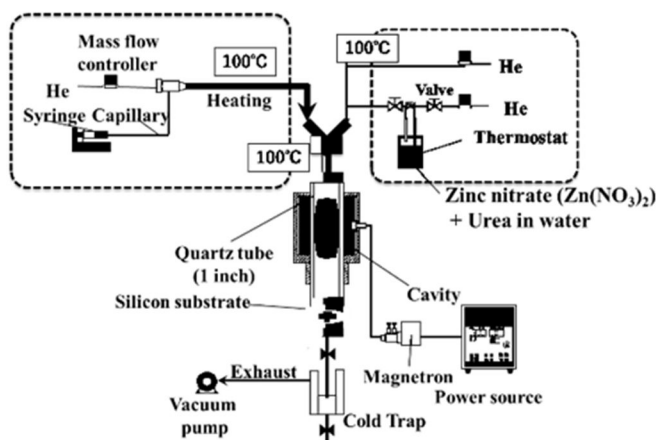 Mass flow
controller
He
Syringe Capillary
100°C
Heating
100°C
100°C
He
Valve
He
Thermostat
Zinc nitrate (Zn(NO₃)₂)
+ Urea in water
Quartz tube
(1 inch)
Silicon substrate
Cavity
Magnetron
Power source
Exhaust
Vacuum
pump
Cold Trap